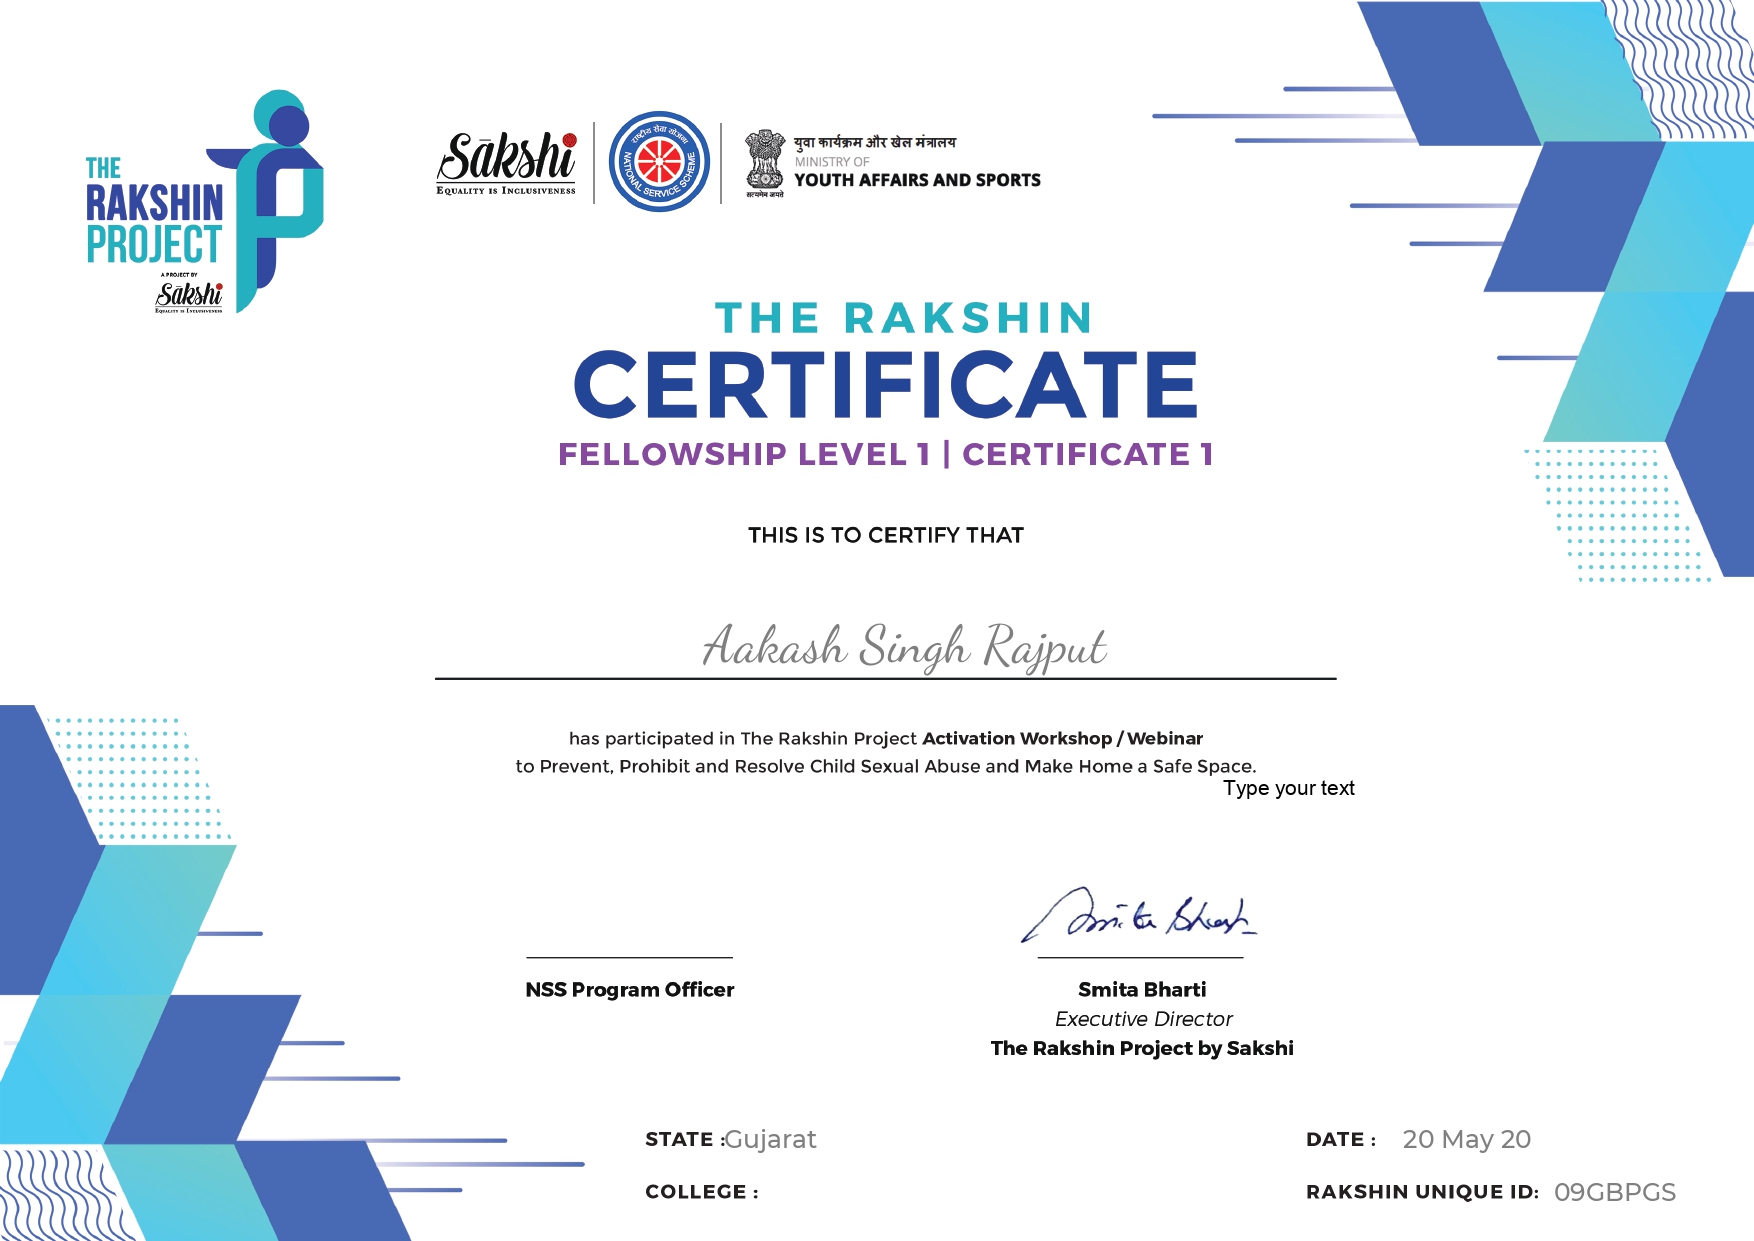 THE
RAKSHIN
PROJECT
A PROJECT BY
Sākshi
EQUALITY IS INCLUSIVENESS
Sākshi
EQUALITY IS INCLUSIVENESS
राष्ट्रीय सेवा योजना
NATIONAL SERVICE SCHEME
सत्यमेव जयते
युवा कार्यक्रम और खेल मंत्रालय
MINISTRY OF
YOUTH AFFAIRS AND SPORTS
THE RAKSHIN
CERTIFICATE
FELLOWSHIP LEVEL 1 | CERTIFICATE 1
THIS IS TO CERTIFY THAT
Aakash Singh Rajput
has participated in The Rakshin Project Activation Workshop / Webinar
to Prevent, Prohibit and Resolve Child Sexual Abuse and Make Home a Safe Space.
Type your text
Smita Bharti
NSS Program Officer
Smita Bharti
Executive Director
The Rakshin Project by Sakshi
STATE : Gujarat
DATE : 20 May 20
COLLEGE :
RAKSHIN UNIQUE ID: 09GBPGS